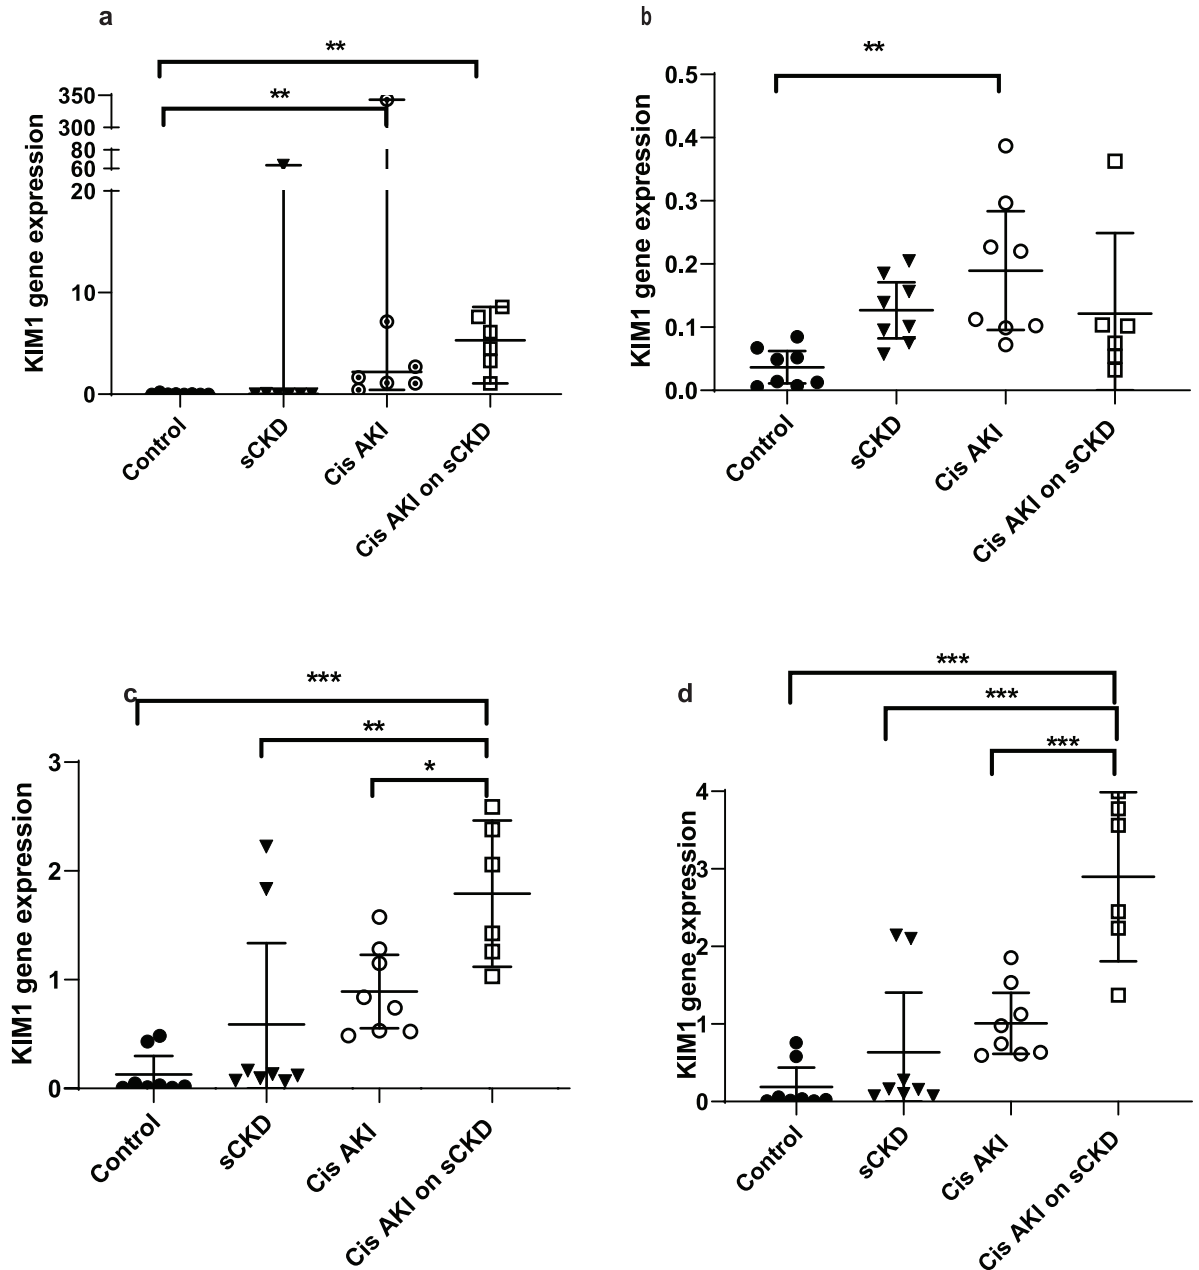 a
**
**
KIM1 gene expression
350
300
80
60
20
10
0
Control
sCKD
Cis AKI
Cis AKI on sCKD
b
**
KIM1 gene expression
0.5
0.4
0.3
0.2
0.1
0.0
Control
sCKD
Cis AKI
Cis AKI on sCKD
c
***
**
*
KIM1 gene expression
3
2
1
0
Control
sCKD
Cis AKI
Cis AKI on sCKD
d
***
***
***
KIM1 gene expression
4
3
2
1
0
Control
sCKD
Cis AKI
Cis AKI on sCKD